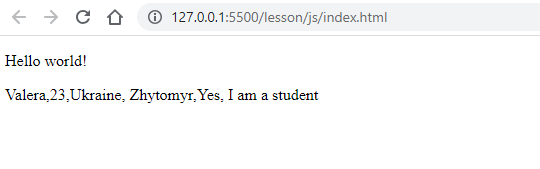 127.0.0.1:5500/lesson/js/index.html
Hello world!
Valera,23,Ukraine, Zhytomyr,Yes, I am a student